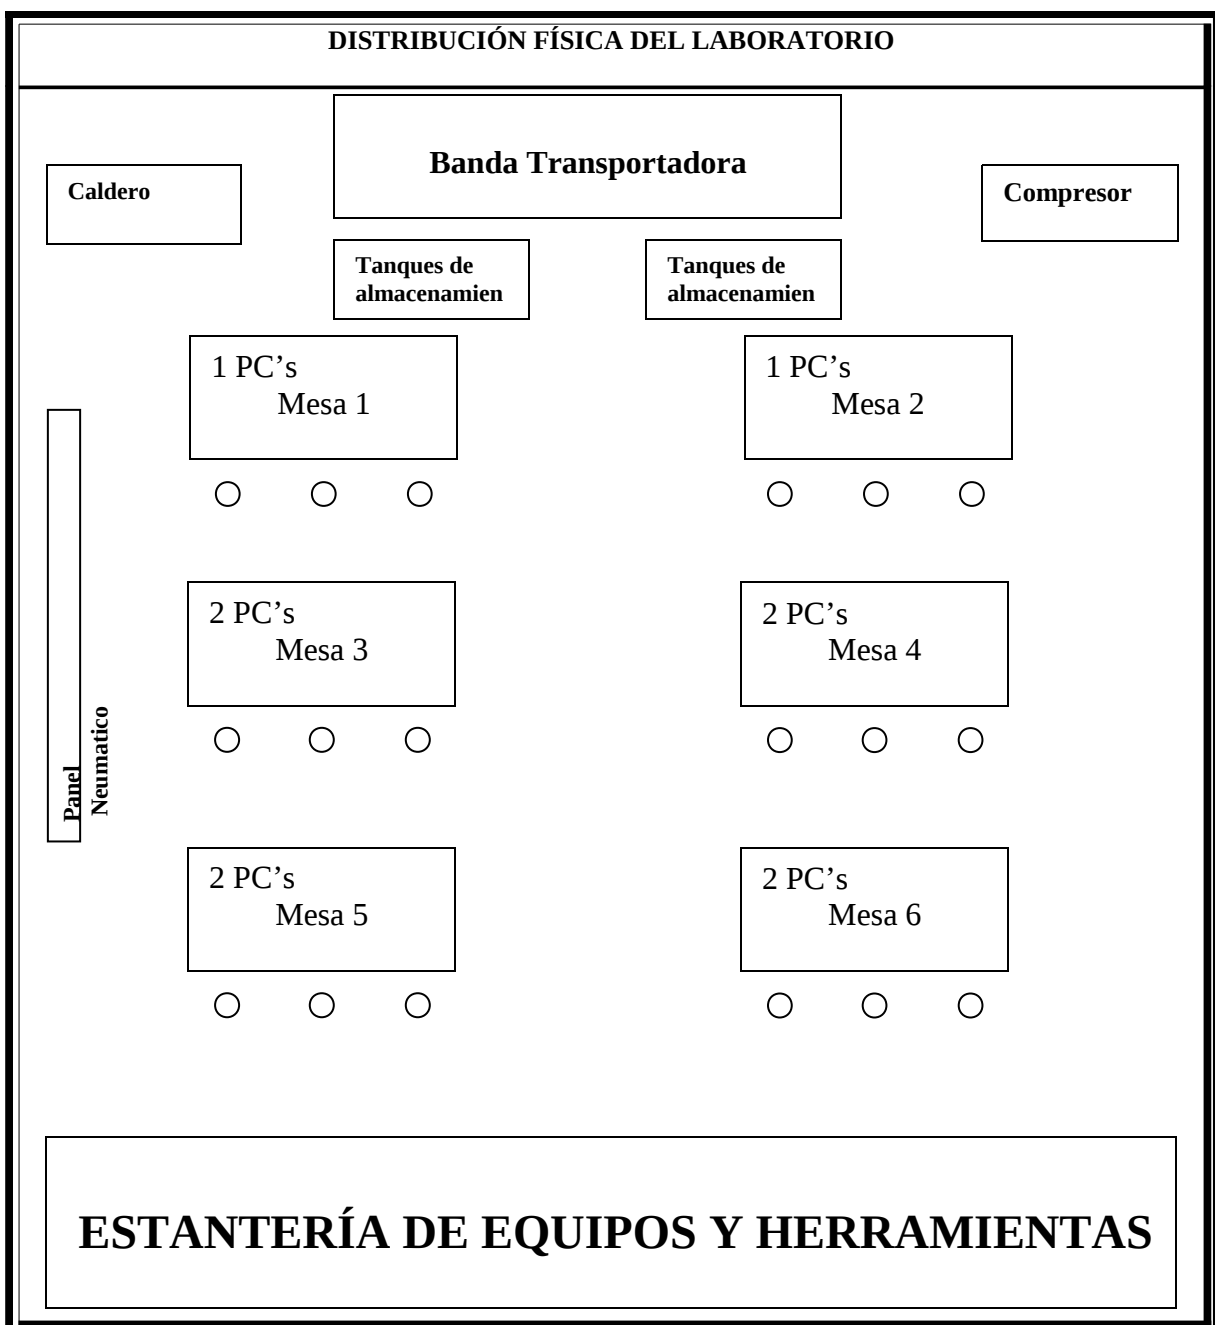 DISTRIBUCIÓN FÍSICA DEL LABORATORIO
Banda Transportadora
Caldero
Compresor
Tanques de
almacenamien
Tanques de
almacenamien
1 PC’s
Mesa 1
1 PC’s
Mesa 2
Panel
Neumatico
2 PC’s
Mesa 3
2 PC’s
Mesa 4
2 PC’s
Mesa 5
2 PC’s
Mesa 6
ESTANTERÍA DE EQUIPOS Y HERRAMIENTAS